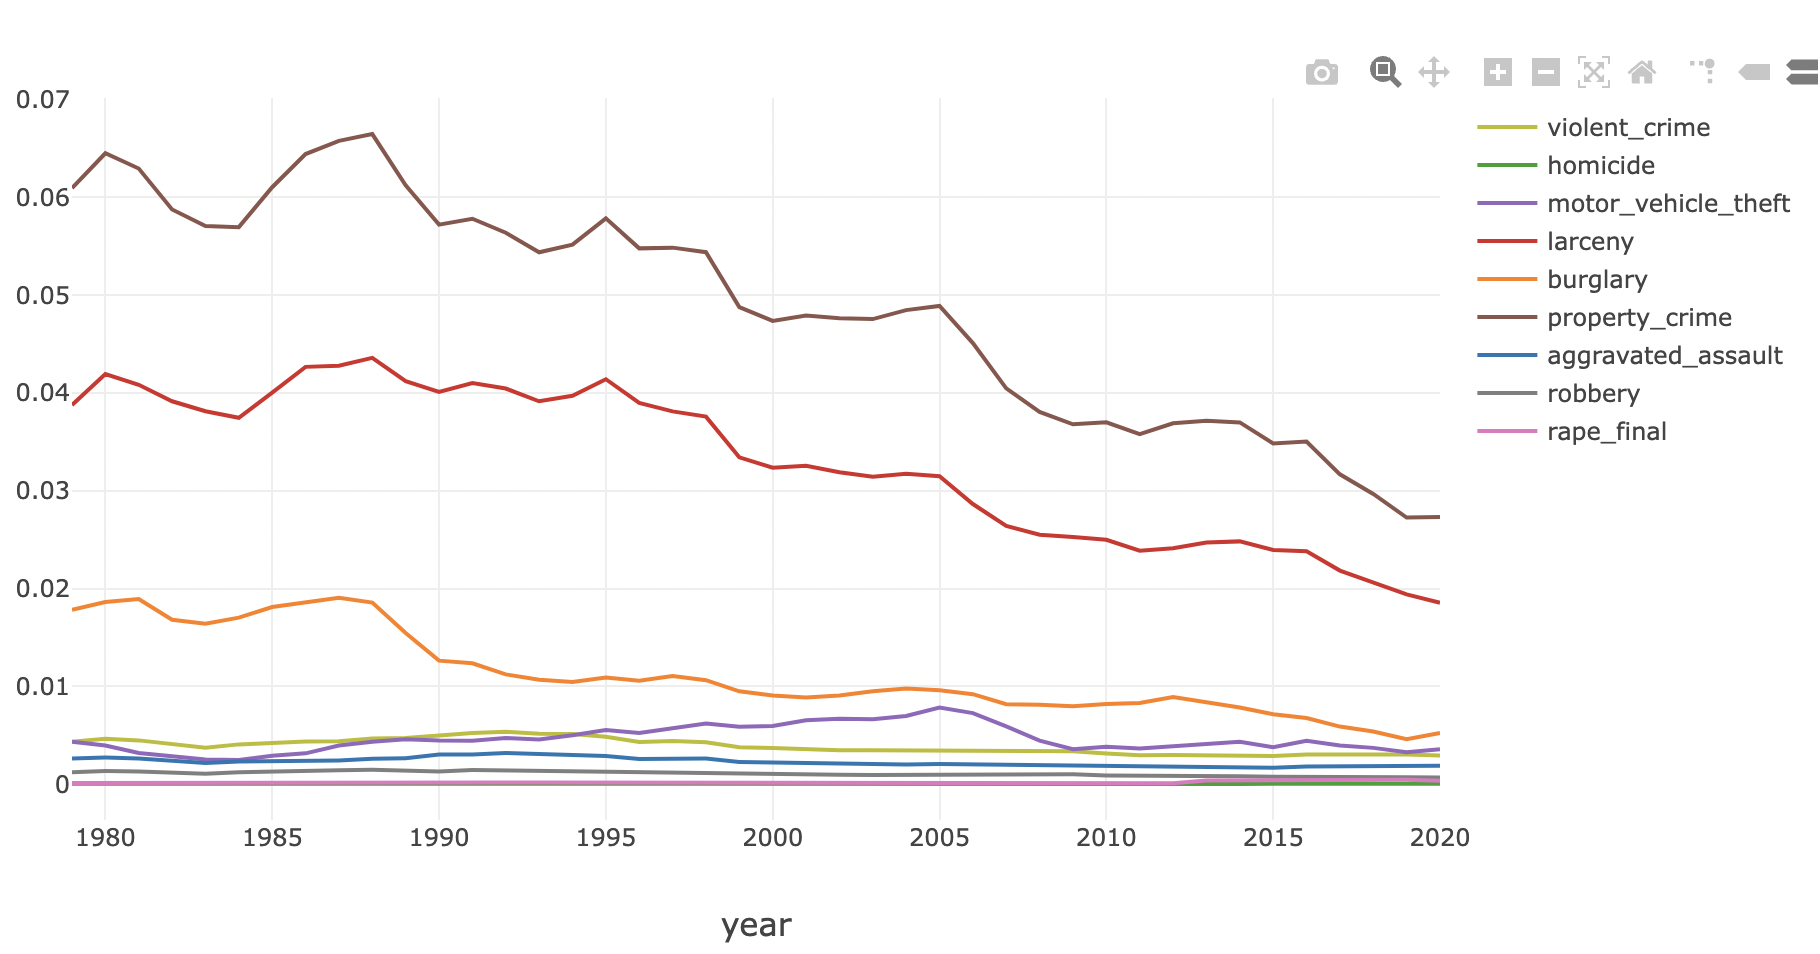 0.07
0.06
0.05
0.04
0.03
0.02
0.01
0
1980 1985 1990 1995 2000 2005 2010 2015 2020
year
violent_crime
homicide
motor_vehicle_theft
larceny
burglary
property_crime
aggravated_assault
robbery
rape_final